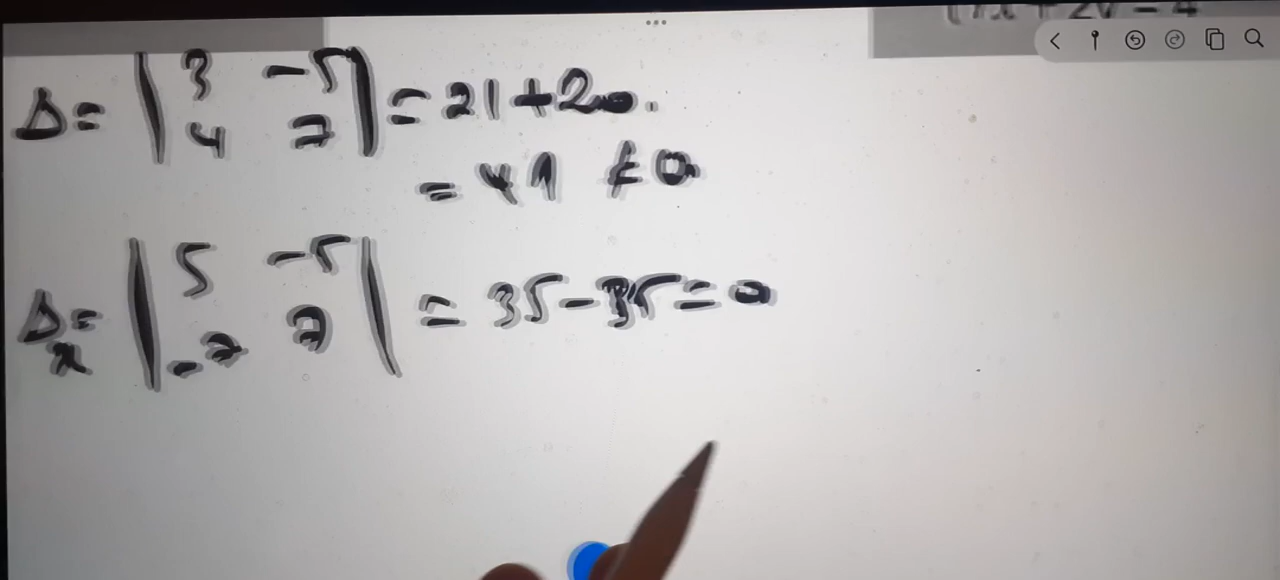 Δ = | 3 -5 | = 21 + 20.
| 4 7 |
= 41 ≠ 0
Δx = | 5 -5 | = 35 - 35 = 0
| -7 7 |